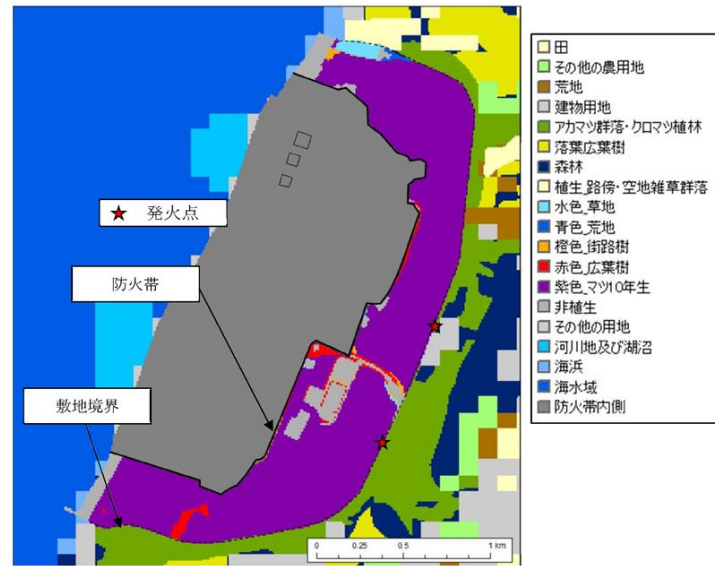 発火点
防火帯
敷地境界
0 0.25 0.5 1 km
田
その他の農用地
荒地
建物用地
アカマツ群落・クロマツ植林
落葉広葉樹
森林
植生_路傍・空地雑草群落
水色_草地
青色_荒地
橙色_街路樹
赤色_広葉樹
紫色_マツ10年生
非植生
その他の用地
河川地及び湖沼
海浜
海水域
防火帯内側